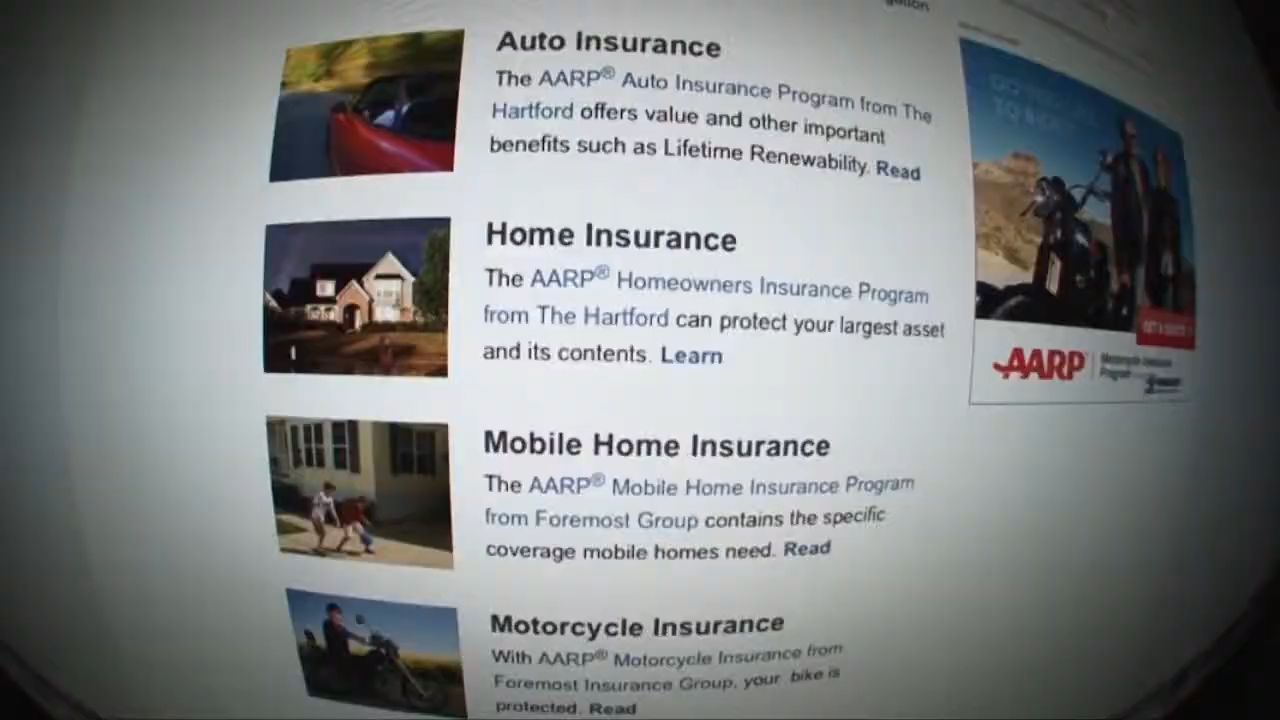 Auto Insurance
The AARP® Auto Insurance Program from The
Hartford offers value and other important
benefits such as Lifetime Renewability. Read
Home Insurance
The AARP® Homeowners Insurance Program
from The Hartford can protect your largest asset
and its contents. Learn
Mobile Home Insurance
The AARP® Mobile Home Insurance Program
from Foremost Group contains the specific
coverage mobile homes need. Read
Motorcycle Insurance
With AARP® Motorcycle Insurance from
Foremost Insurance Group, your bike is
protected. Read
AARP
Motorcycle Insurance
Program